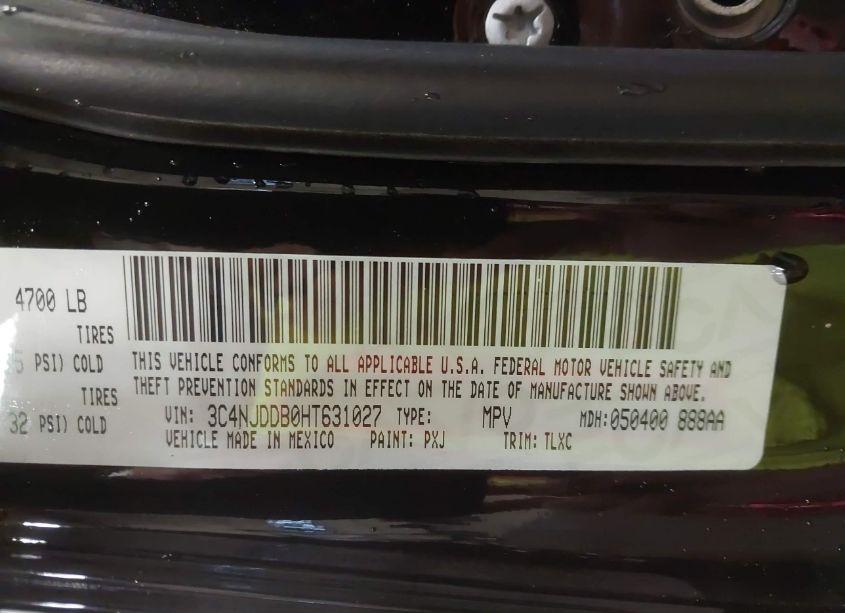 4700 LB
TIRES
5 PSI) COLD
TIRES
32 PSI) COLD
THIS VEHICLE CONFORMS TO ALL APPLICABLE U.S.A. FEDERAL MOTOR VEHICLE SAFETY AND
THEFT PREVENTION STANDARDS IN EFFECT ON THE DATE OF MANUFACTURE SHOWN ABOVE.
VIN: 3C4NJDDB0HT631027 TYPE: MPV MDH:050400 888AA
VEHICLE MADE IN MEXICO PAINT: PXJ TRIM: TLXC